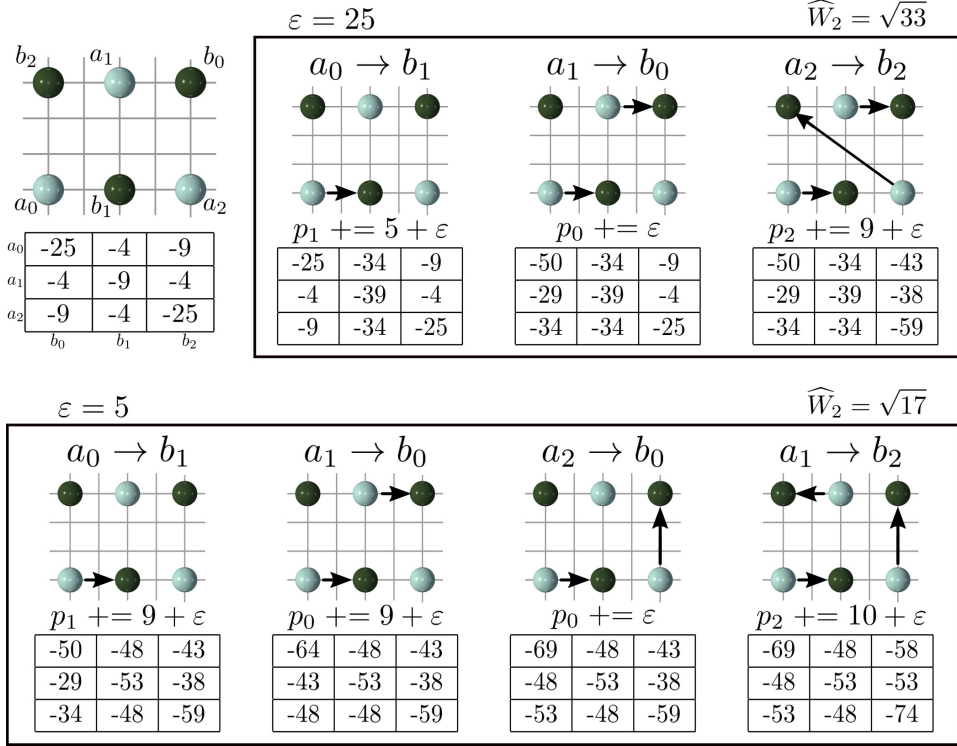 ε = 25
Ŵ₂ = √33
b₂ a₁ b₀
a₀ b₁ a₂
a₀ -25 -4 -9
a₁ -4 -9 -4
a₂ -9 -4 -25
b₀ b₁ b₂
a₀ → b₁
p₁ += 5 + ε
-25 -34 -9
-4 -39 -4
-9 -34 -25
a₁ → b₀
p₀ += ε
-50 -34 -9
-29 -39 -4
-34 -34 -25
a₂ → b₂
p₂ += 9 + ε
-50 -34 -43
-29 -39 -38
-34 -34 -59
ε = 5
Ŵ₂ = √17
a₀ → b₁
p₁ += 9 + ε
-50 -48 -43
-29 -53 -38
-34 -48 -59
a₁ → b₀
p₀ += 9 + ε
-64 -48 -43
-43 -53 -38
-48 -48 -59
a₂ → b₀
p₀ += ε
-69 -48 -43
-48 -53 -38
-53 -48 -59
a₁ → b₂
p₂ += 10 + ε
-69 -48 -58
-48 -53 -53
-53 -48 -74